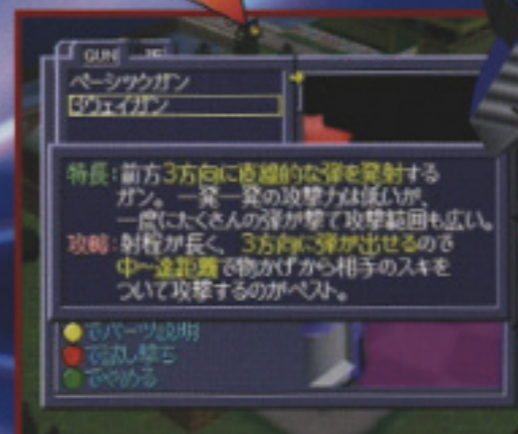 GUN
ベーシックガン
3ウェイガン
特長:前方3方向に直線的な弾を発射する
ガン。一発一発の攻撃力は低いが、
一度にたくさんの弾が撃て攻撃範囲も広い。
攻略:射程が長く、3方向に弾が出せるので
中〜遠距離で物かげから相手のスキを
ついて攻撃するのがベスト。
でパーツ説明
で試し撃ち
でやめる